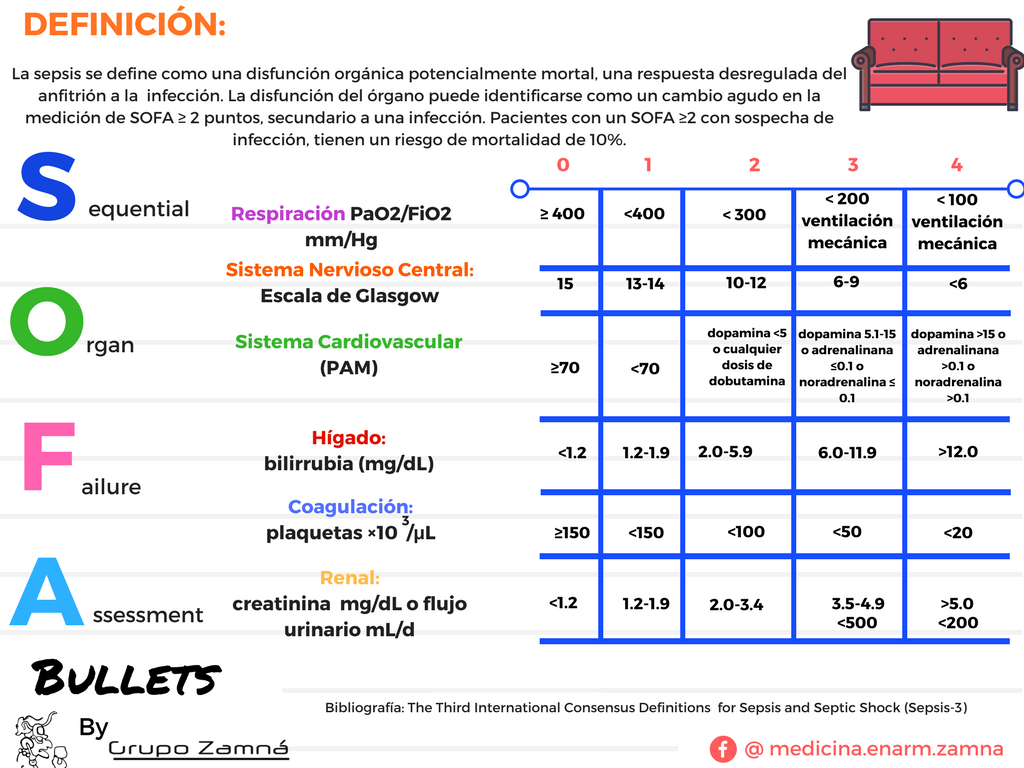 DEFINICIÓN:
La sepsis se define como una disfunción orgánica potencialmente mortal, una respuesta desregulada del
anfitrión a la infección. La disfunción del órgano puede identificarse como un cambio agudo en la
medición de SOFA ≥ 2 puntos, secundario a una infección. Pacientes con un SOFA ≥2 con sospecha de
infección, tienen un riesgo de mortalidad de 10%.
0 1 2 3 4
Sequential
Respiración PaO2/FiO2
mm/Hg
≥ 400 <400 < 300
< 200
ventilación
mecánica
< 100
ventilación
mecánica
Sistema Nervioso Central:
Escala de Glasgow
15 13-14 10-12 6-9 <6
Organ
Sistema Cardiovascular
(PAM)
≥70 <70
dopamina <5
o cualquier
dosis de
dobutamina
dopamina 5.1-15
o adrenalinana
≤0.1 o
noradrenalina ≤
0.1
dopamina >15 o
adrenalinana
>0.1 o
noradrenalina
>0.1
Failure
Hígado:
bilirrubia (mg/dL)
<1.2 1.2-1.9 2.0-5.9 6.0-11.9 >12.0
Coagulación:
plaquetas ×10³/µL
≥150 <150 <100 <50 <20
Assessment
Renal:
creatinina mg/dL o flujo
urinario mL/d
<1.2 1.2-1.9 2.0-3.4
3.5-4.9
<500
>5.0
<200
Bullets
By
Grupo Zamná
Bibliografía: The Third International Consensus Definitions for Sepsis and Septic Shock (Sepsis-3)
f @ medicina.enarm.zamna